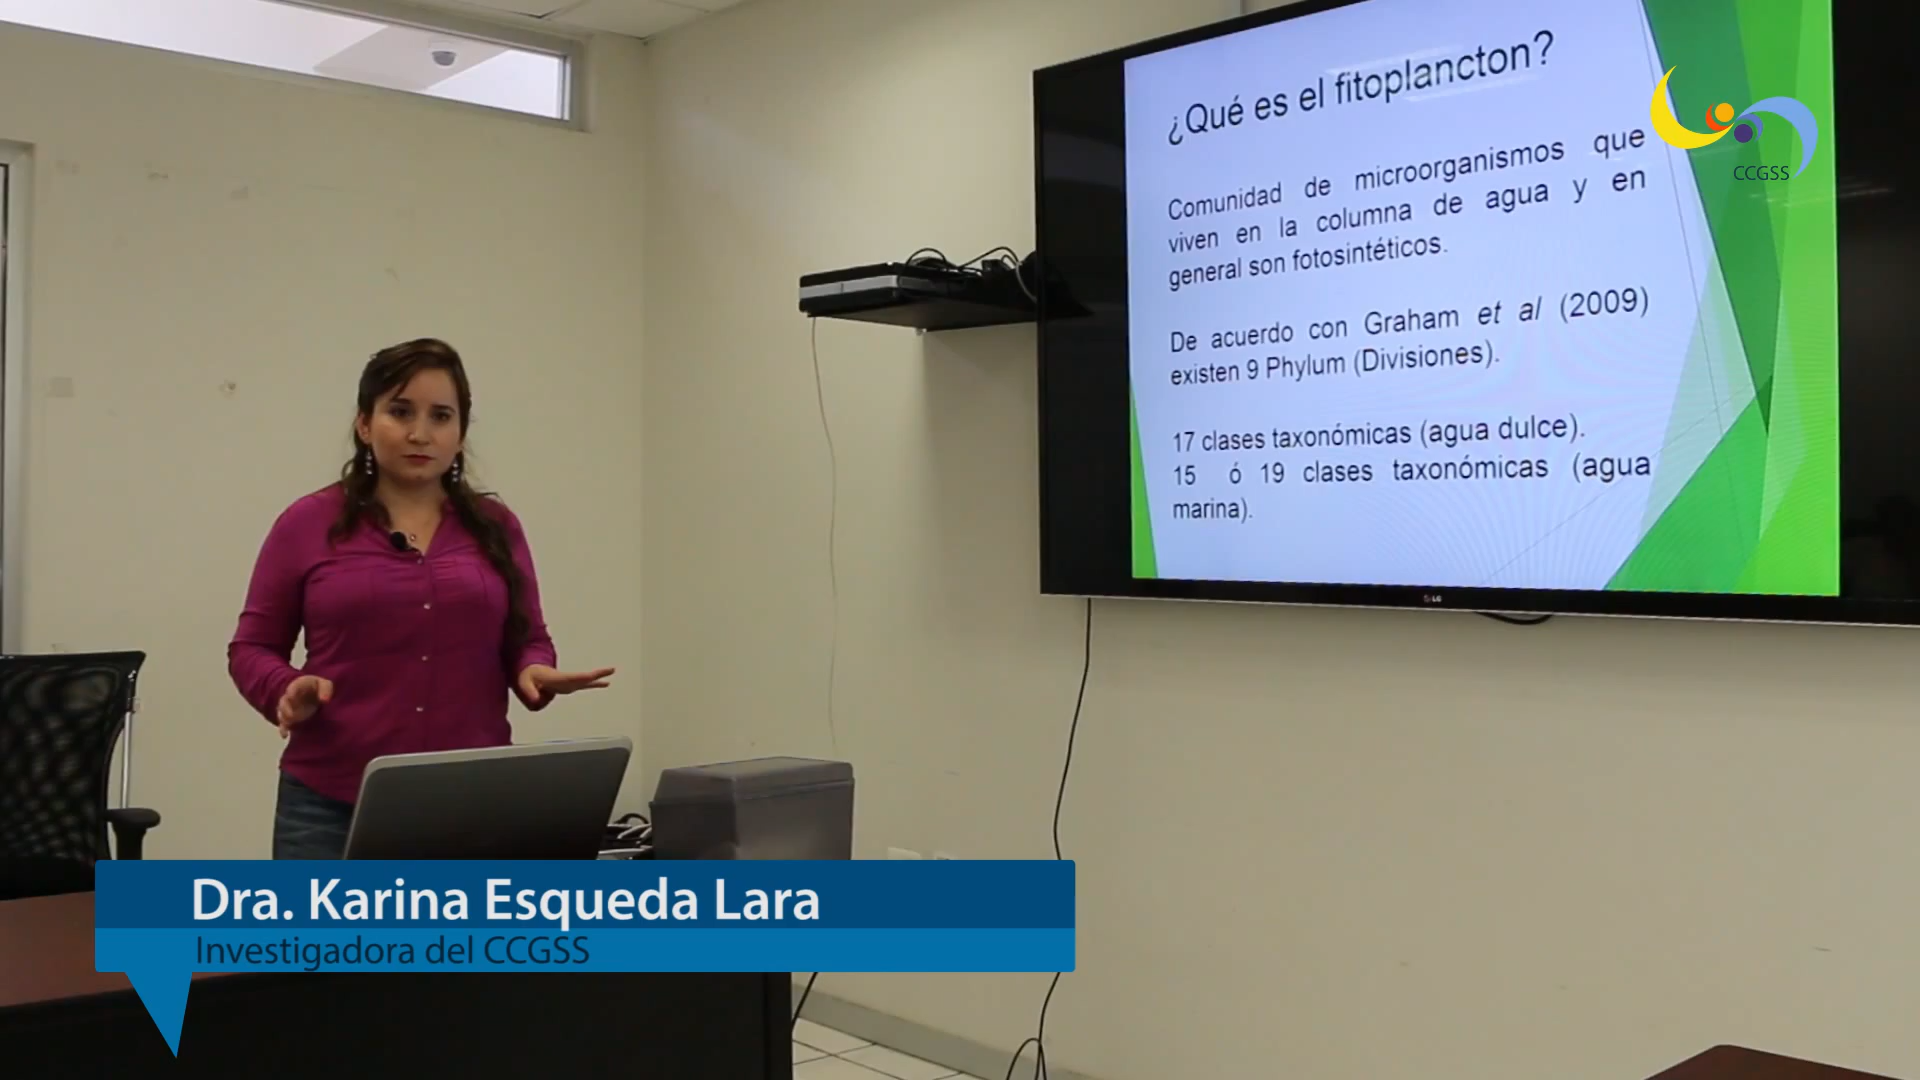 ¿Qué es el fitoplancton?
Comunidad de microorganismos que
viven en la columna de agua y en
general son fotosintéticos.
De acuerdo con Graham et al (2009)
existen 9 Phylum (Divisiones).
17 clases taxonómicas (agua dulce).
15 ó 19 clases taxonómicas (agua
marina).
CCGSS
LG
Dra. Karina Esqueda Lara
Investigadora del CCGSS